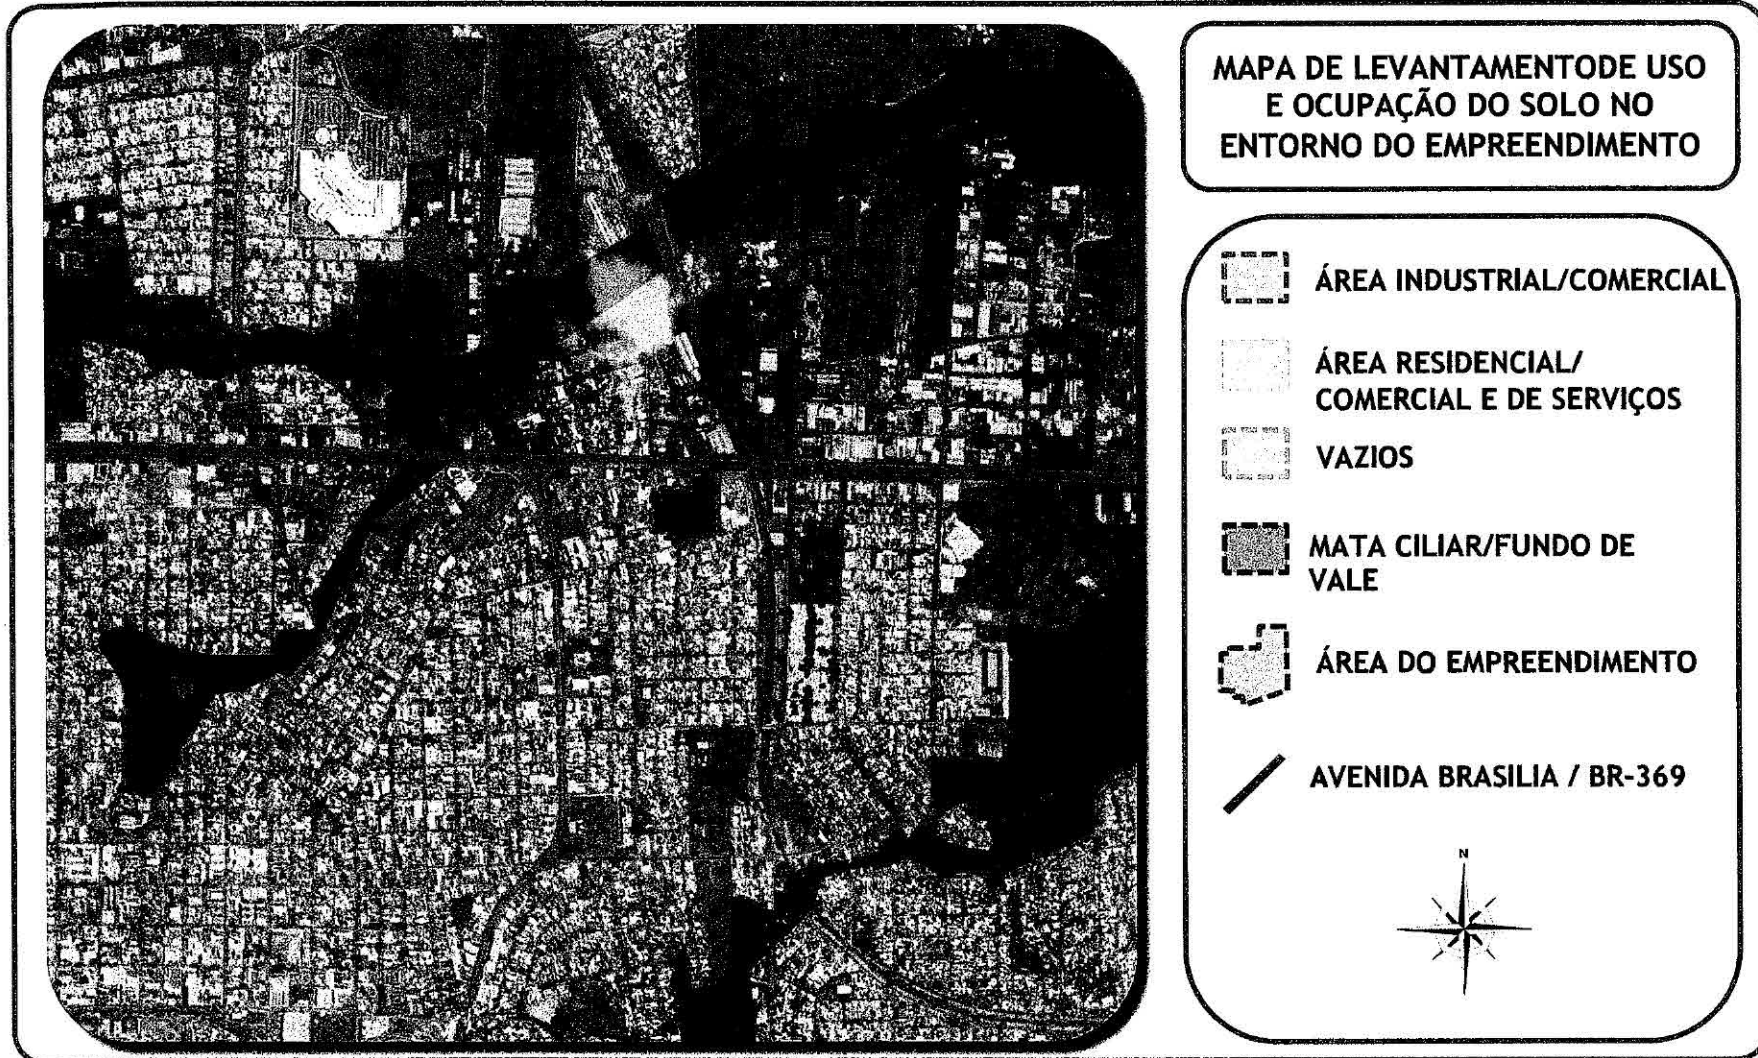 MAPA DE LEVANTAMENTODE USO
E OCUPAÇÃO DO SOLO NO
ENTORNO DO EMPREENDIMENTO
ÁREA INDUSTRIAL/COMERCIAL
ÁREA RESIDENCIAL/
COMERCIAL E DE SERVIÇOS
VAZIOS
MATA CILIAR/FUNDO DE
VALE
ÁREA DO EMPREENDIMENTO
AVENIDA BRASILIA / BR-369
N